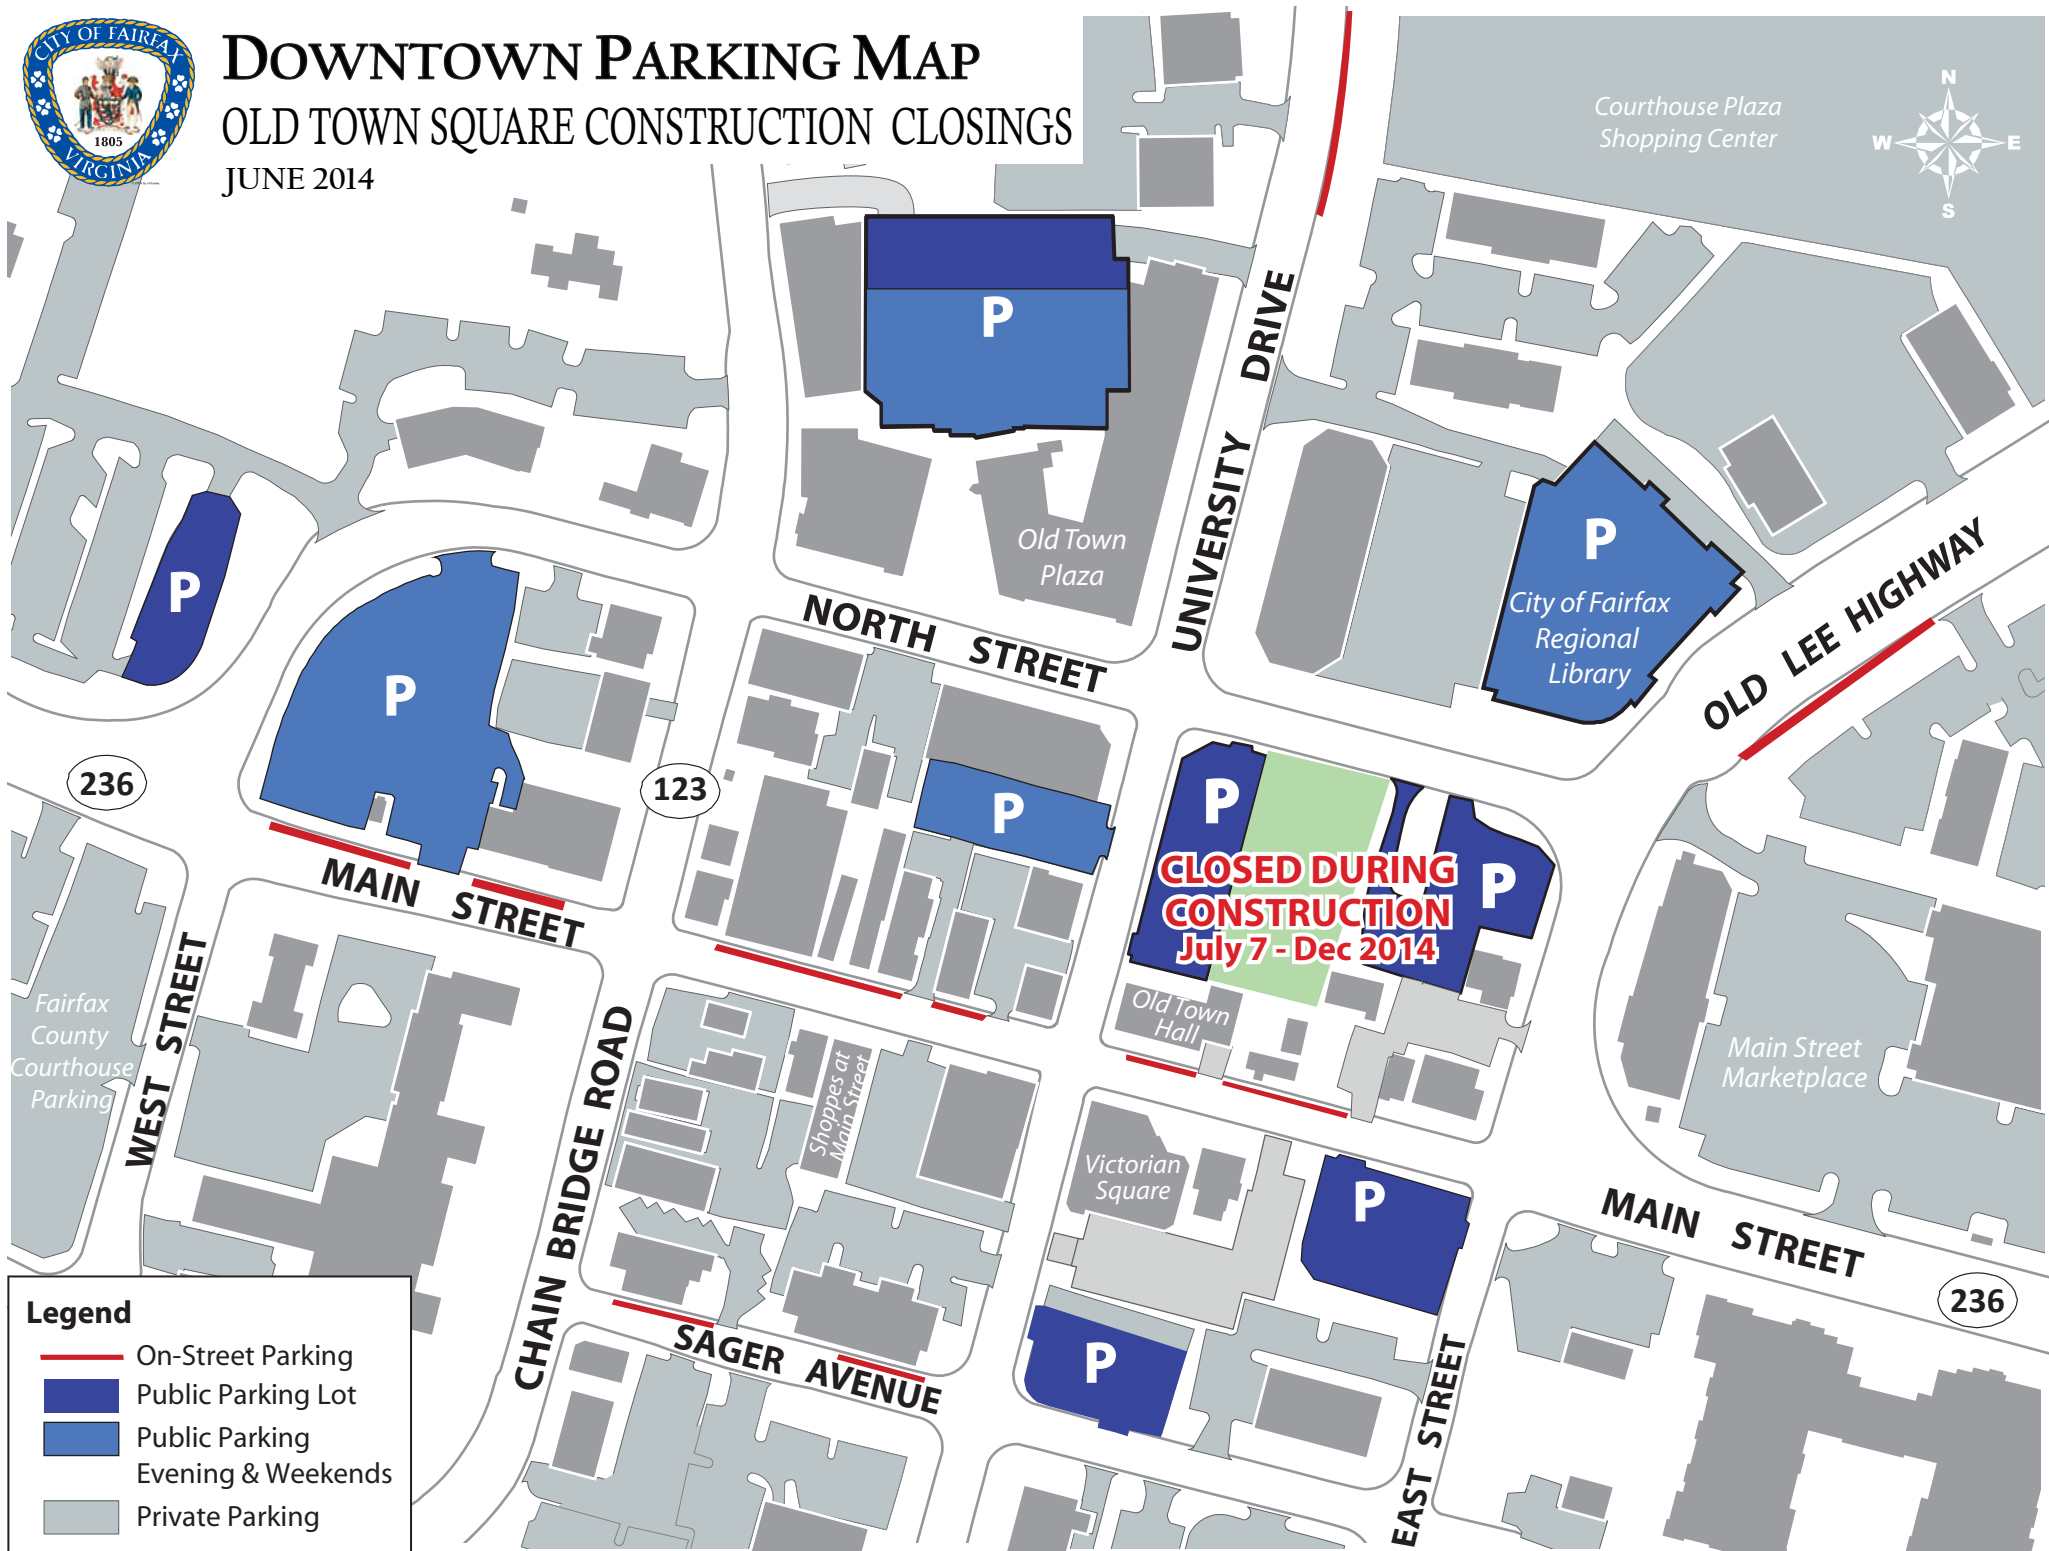 CITY OF FAIRFAX
1805
VIRGINIA
DOWNTOWN PARKING MAP
OLD TOWN SQUARE CONSTRUCTION CLOSINGS
JUNE 2014
Courthouse Plaza
Shopping Center
N
W
E
S
P
UNIVERSITY DRIVE
Old Town
Plaza
P
City of Fairfax
Regional
Library
OLD LEE HIGHWAY
P
P
NORTH STREET
236
123
P
P
P
CLOSED DURING
CONSTRUCTION
July 7 - Dec 2014
MAIN STREET
WEST STREET
Fairfax
County
Courthouse
Parking
Old Town
Hall
CHAIN BRIDGE ROAD
Shoppes at
Main Street
Main Street
Marketplace
Victorian
Square
P
MAIN STREET
236
P
SAGER AVENUE
EAST STREET
Legend
On-Street Parking
Public Parking Lot
Public Parking
Evening & Weekends
Private Parking